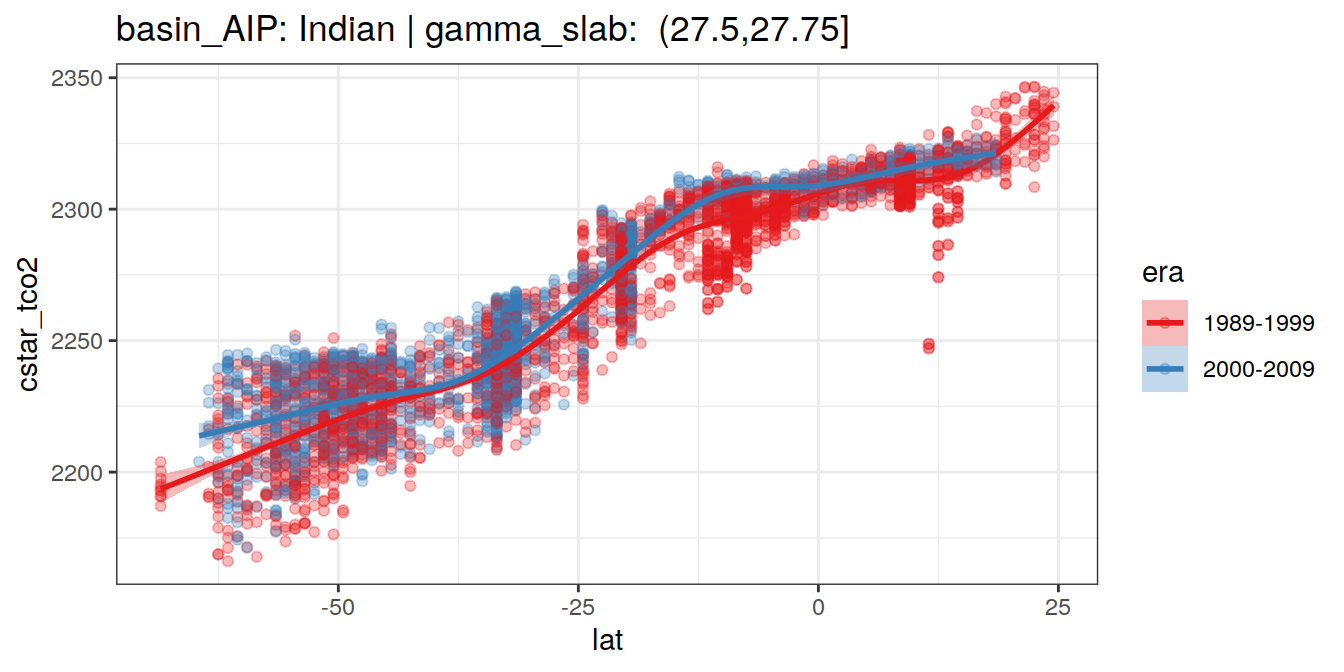 basin_AIP: Indian | gamma_slab:  (27.5,27.75]
2350
2300
2250
2200
cstar_tco2
-50
-25
0
25
lat
era
1989-1999
2000-2009